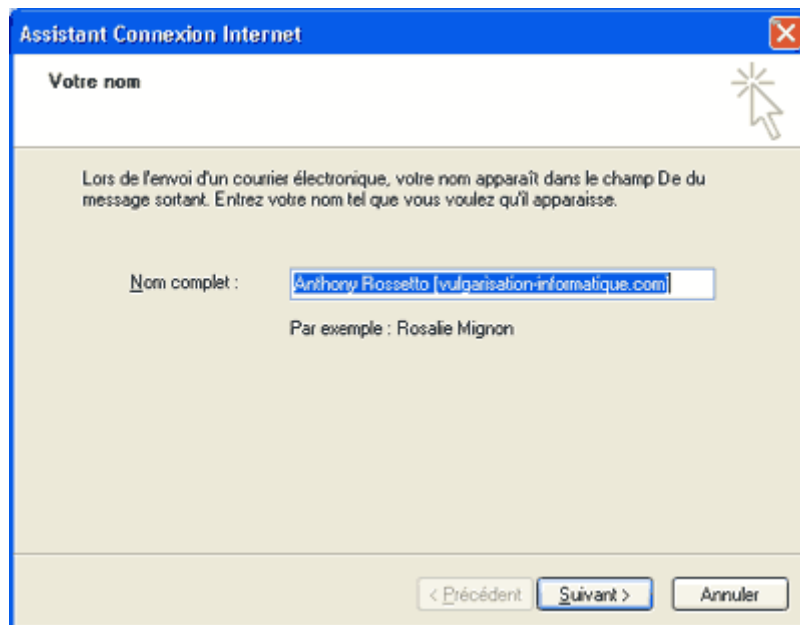 Assistant Connexion Internet
Votre nom
Lors de l'envoi d'un courrier électronique, votre nom apparaît dans le champ De du
message sortant. Entrez votre nom tel que vous voulez qu'il apparaisse.
Nom complet : Anthony Rossetto [vulgarisation-informatique.com]
Par exemple : Rosalie Mignon
< Précédent Suivant > Annuler